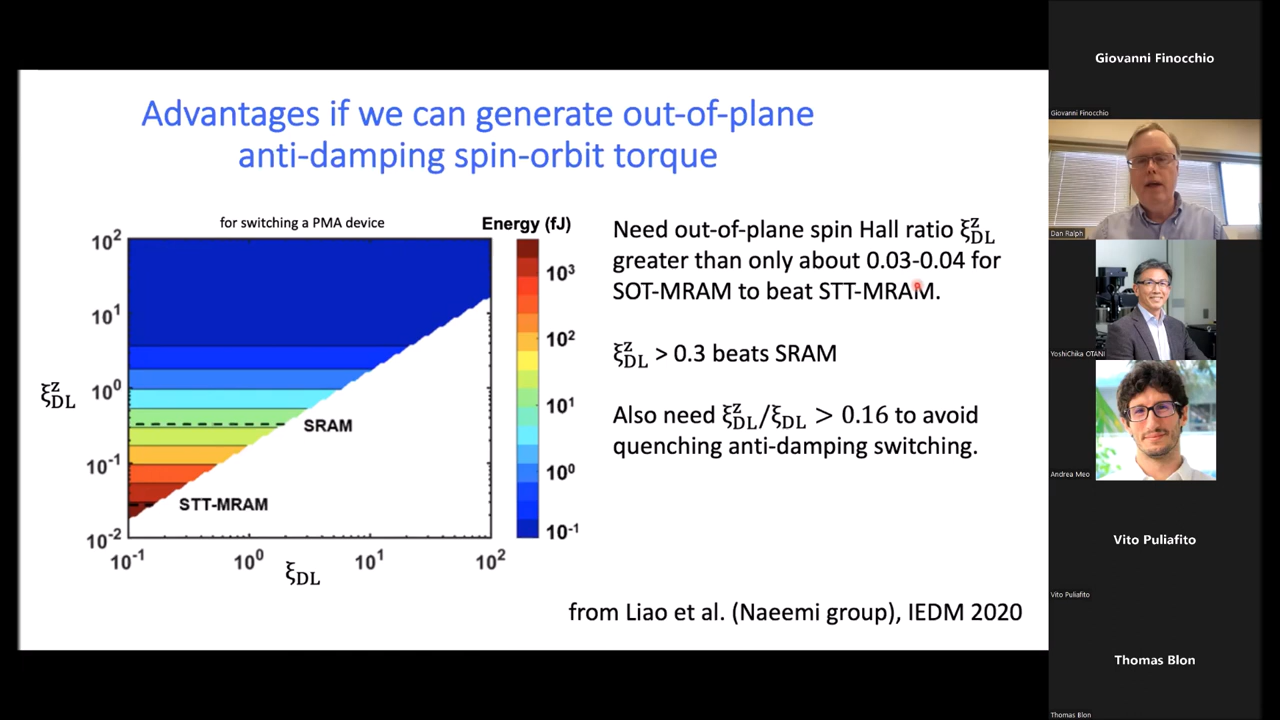 Advantages if we can generate out-of-plane
anti-damping spin-orbit torque
for switching a PMA device
Energy (fJ)
10²
10¹
10⁰
10⁻¹
10⁻²
ξᶻ_DL
SRAM
STT-MRAM
10⁻¹
10⁰
10¹
10²
ξ_DL
10³
10²
10¹
10⁰
10⁻¹
Need out-of-plane spin Hall ratio ξᶻ_DL
greater than only about 0.03-0.04 for
SOT-MRAM to beat STT-MRAM.
ξᶻ_DL > 0.3 beats SRAM
Also need ξᶻ_DL/ξ_DL > 0.16 to avoid
quenching anti-damping switching.
from Liao et al. (Naeemi group), IEDM 2020
Giovanni Finocchio
Giovanni Finocchio
Dan Ralph
YoshiChika OTANI
Andrea Meo
Vito Puliafito
Vito Puliafito
Thomas Blon
Thomas Blon